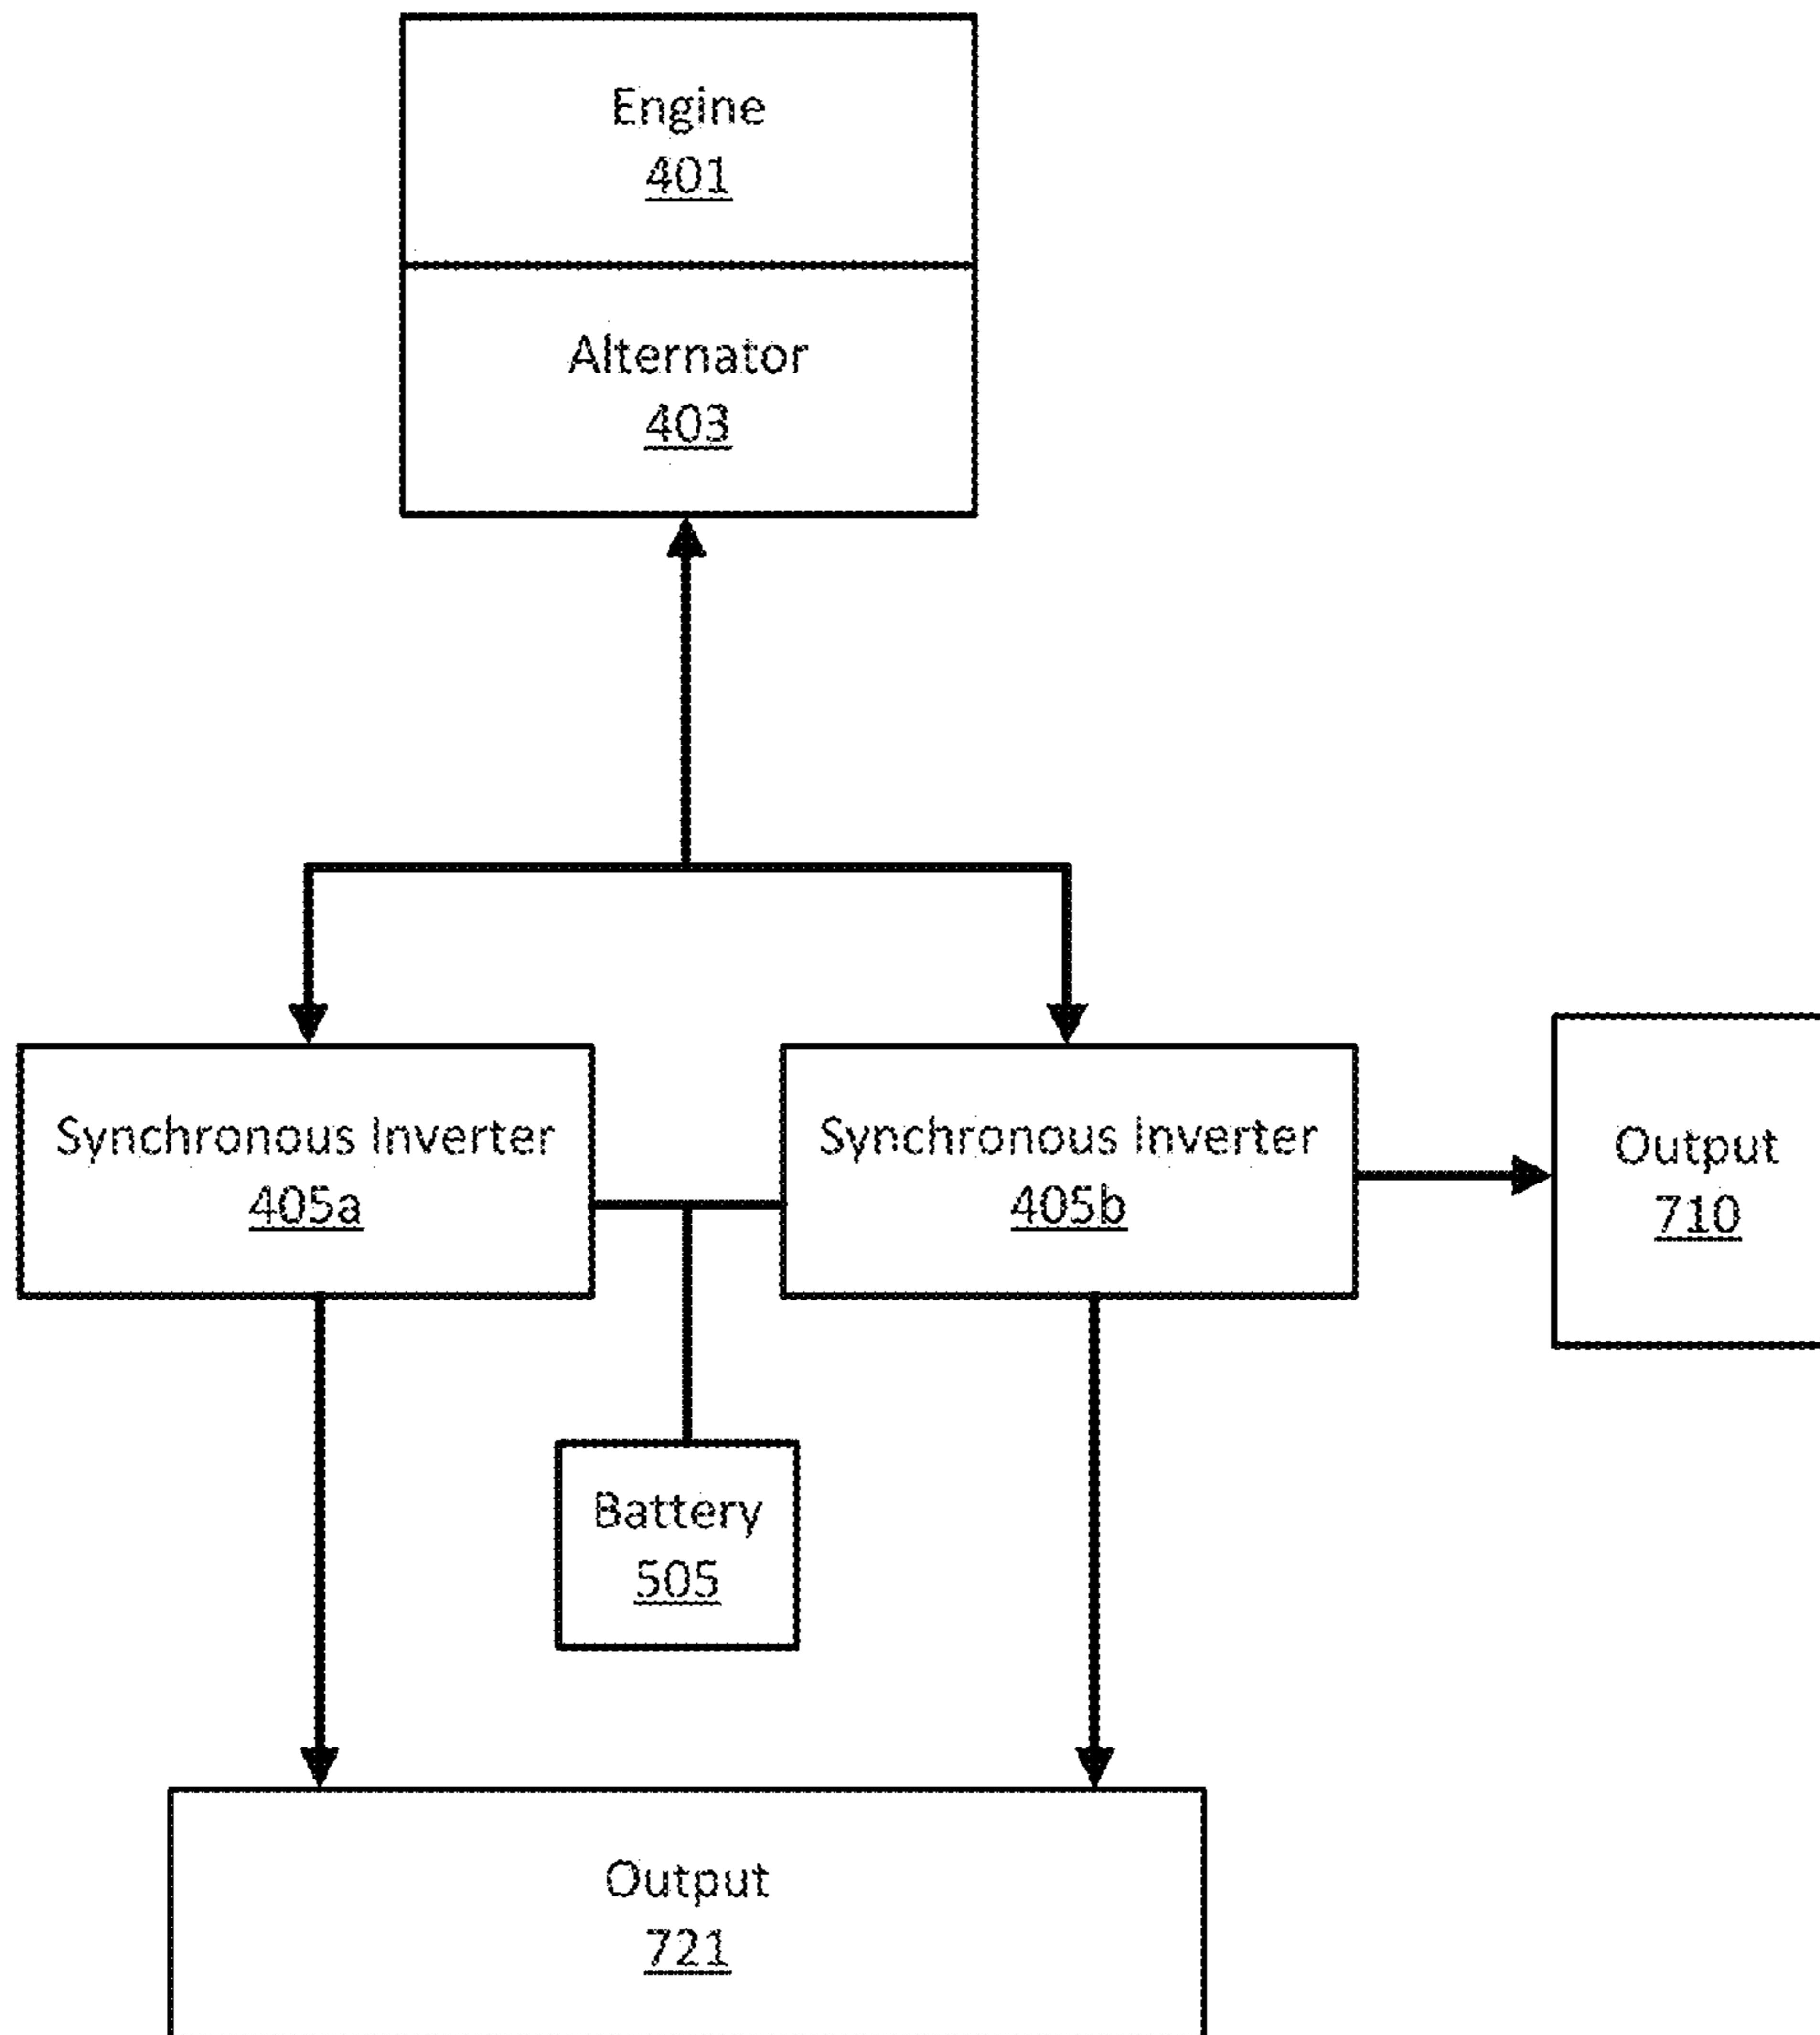 Engine
401
Alternator
403
Synchronous Inverter
405a
Synchronous Inverter
405b
Output
710
Battery
505
Output
721